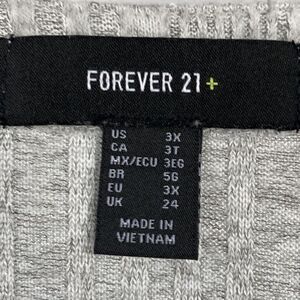 FOREVER 21+
US 3X
CA 3T
MX/ECU 3EG
BR 5G
EU 3X
UK 24
MADE IN
VIETNAM